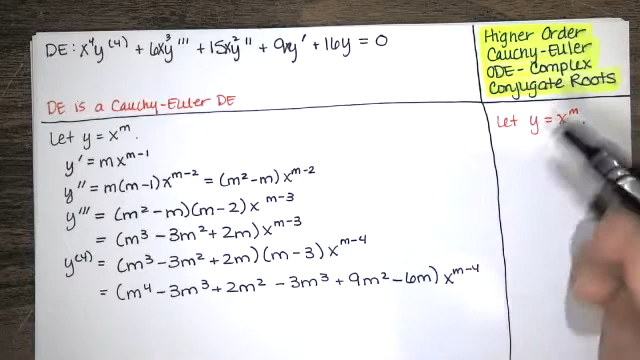 DE: x⁴y⁽⁴⁾ + 6x³y''' + 15x²y'' + 9xy' + 16y = 0
Higher Order
Cauchy-Euler
ODE - Complex
Conjugate Roots
DE is a Cauchy-Euler DE
Let y = xᵐ.
y' = mxᵐ⁻¹
y'' = m(m-1)xᵐ⁻² = (m² - m)xᵐ⁻²
y''' = (m² - m)(m - 2)xᵐ⁻³
= (m³ - 3m² + 2m)xᵐ⁻³
y⁽⁴⁾ = (m³ - 3m² + 2m)(m - 3)xᵐ⁻⁴
= (m⁴ - 3m³ + 2m² - 3m³ + 9m² - 6m)xᵐ⁻⁴
Let y = xᵐ.